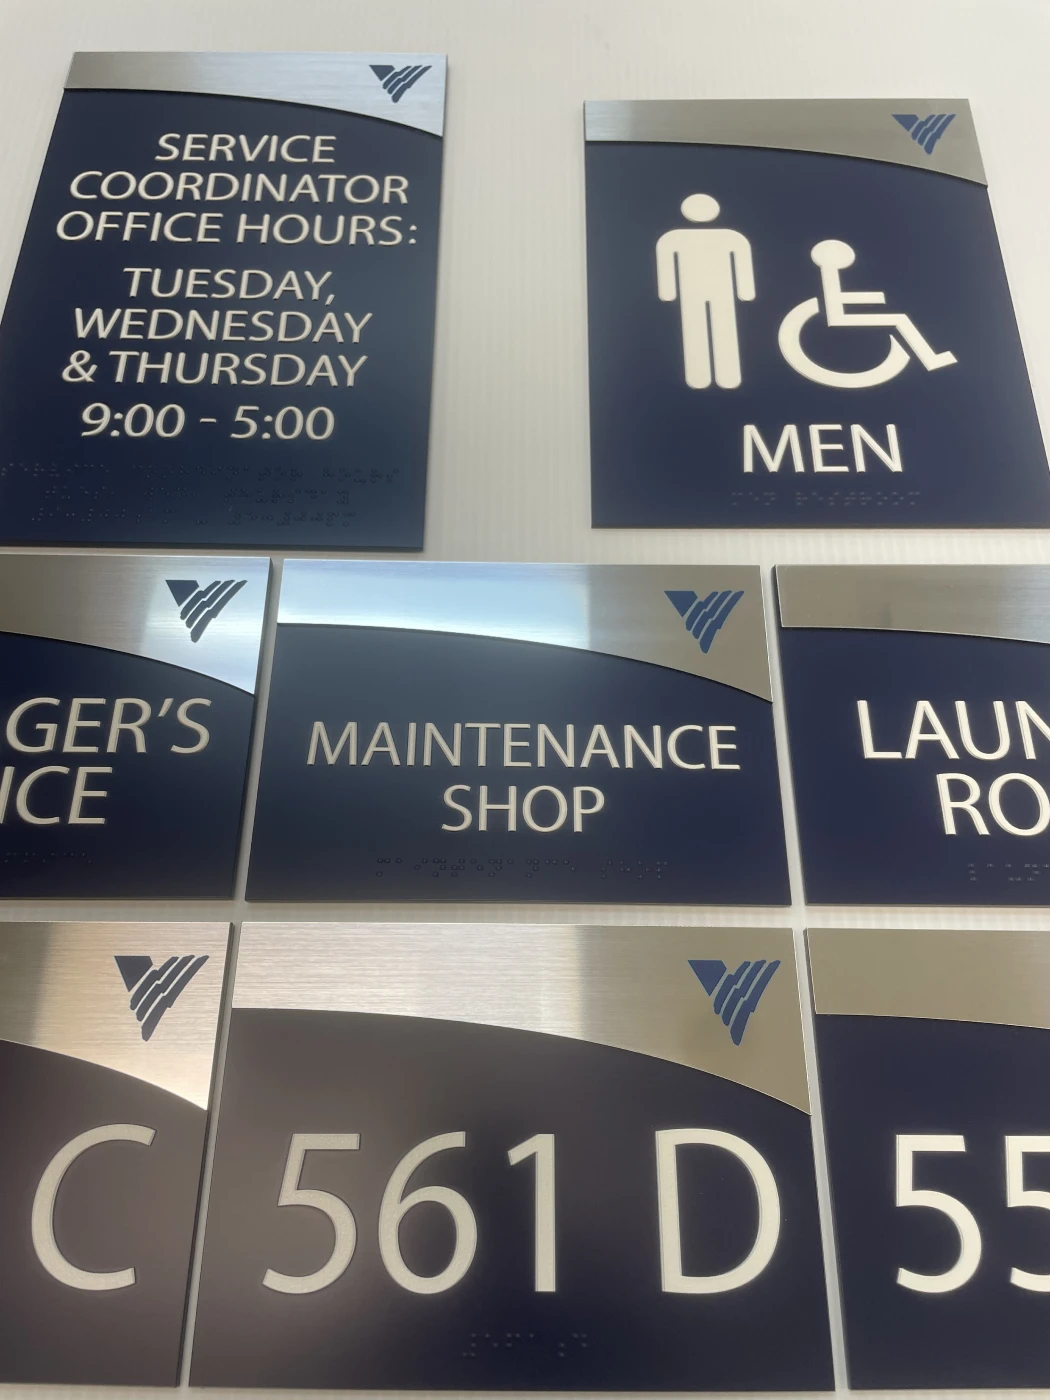 SERVICE
COORDINATOR
OFFICE HOURS:
TUESDAY,
WEDNESDAY
& THURSDAY
9:00 - 5:00
MEN
GER'S
ICE
MAINTENANCE
SHOP
LAUN
RO
C
561 D
55